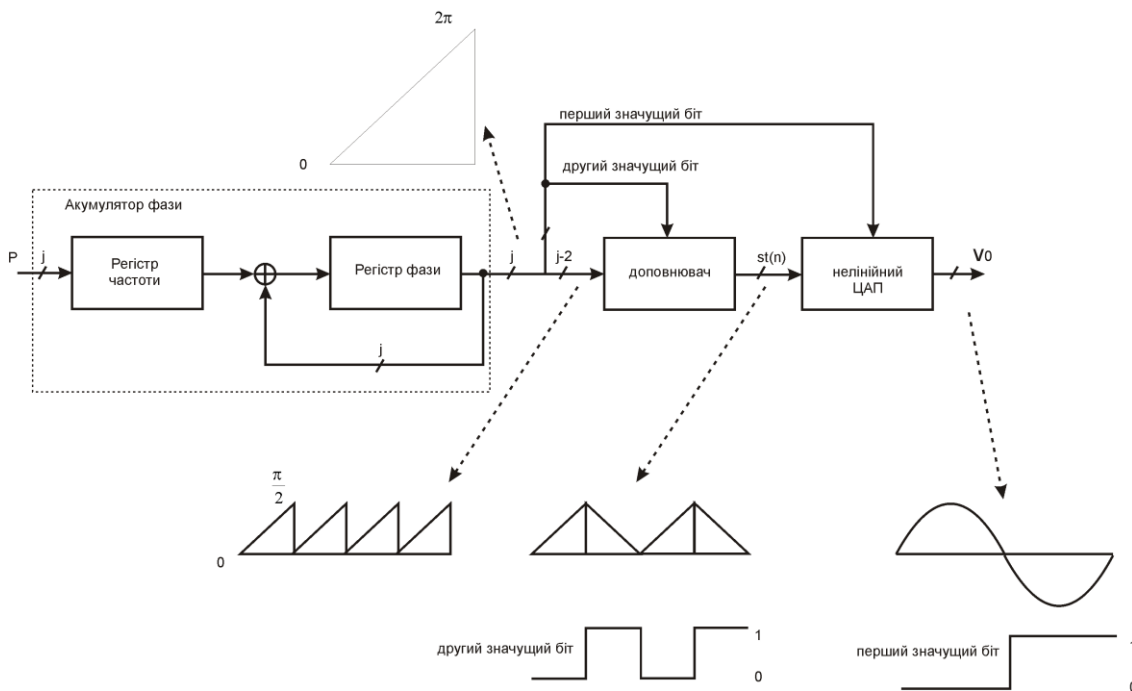 2π
0
перший значущий біт
другий значущий біт
Акумулятор фази
P
j
Регістр
частоти
Регістр фази
j
j-2
доповнювач
st(n)
нелінійний
ЦАП
V0
j
π
2
0
другий значущий біт
1
0
перший значущий біт
0